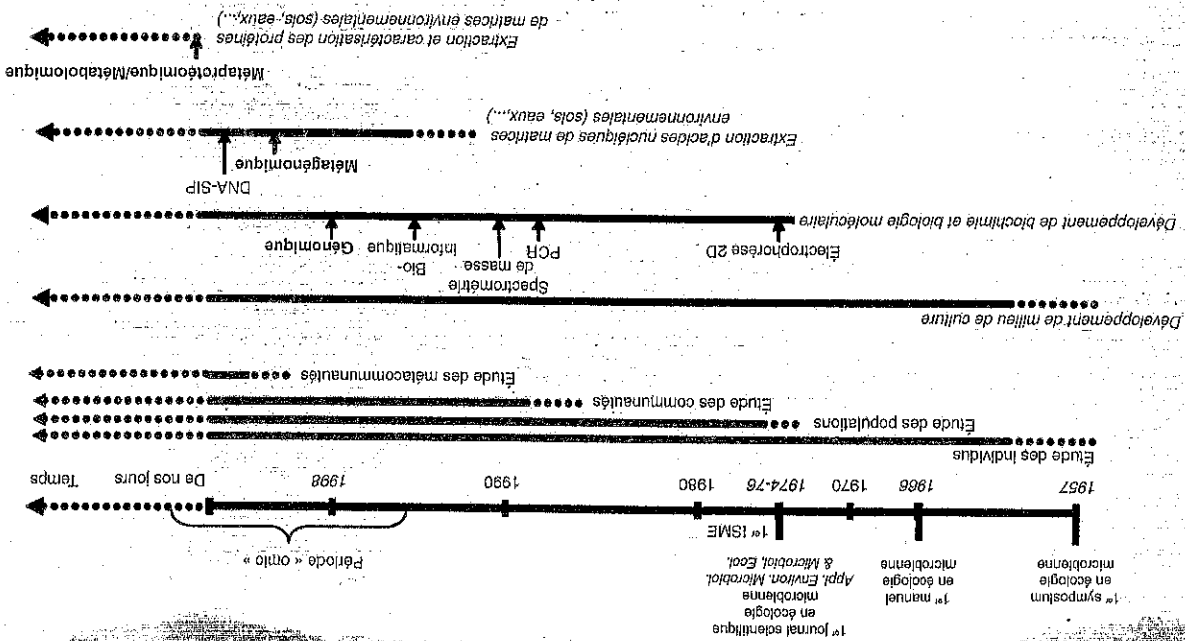 1er symposium
en écologie
microbienne
1er manuel
en écologie
microbienne
1er journal scientifique
en écologie
microbienne
Appl. Environ. Microbiol.
& Microbiol. Ecol.
1er ISME
Période « omic »
1957
1966
1970
1974-76
1980
1990
1998
De nos jours
Temps
Étude des individus
Étude des populations
Étude des communautés
Étude des métacommunautés
Développement de milieu de culture
Électrophorèse 2D
PCR
Spectrométrie
de masse
Bio-
informatique
Génomique
Développement de biochimie et biologie moléculaire
DNA-SIP
Métagénomique
Extraction d'acides nucléiques de matrices
environnementales (sols, eaux,...)
Métaprotéomique/Métabolomique
Extraction et caractérisation des protéines
de matrices environnementales (sols, eaux,...)